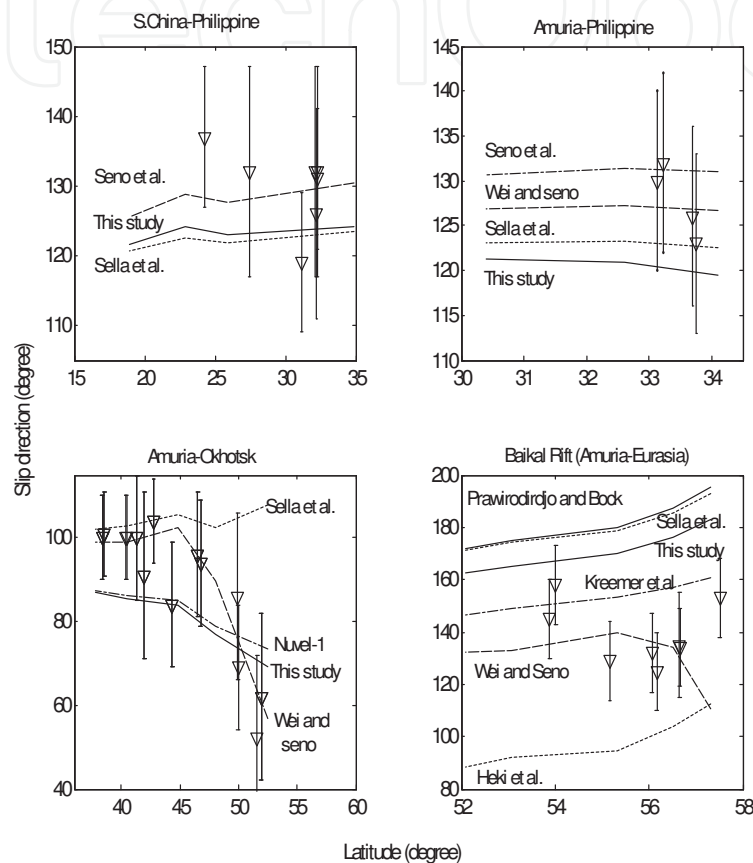 S.China-Philippine
150
140
130
120
110
Seno et al.
This study
Sella et al.
15 20 25 30 35
Amuria-Philippine
145
140
135
130
125
120
115
110
Seno et al.
Wei and seno
Sella et al.
This study
30 31 32 33 34
Slip direction (degree)
Amuria-Okhotsk
100
80
60
40
Sella et al.
Nuvel-1
This study
Wei and
seno
40 45 50 55 60
Baikal Rift (Amuria-Eurasia)
200
180
160
140
120
100
80
Prawirodirdjo and Bock
Sella et al.
This study
Kreemer et al.
Wei and Seno
Heki et al.
52 54 56 58
Latitude (degree)